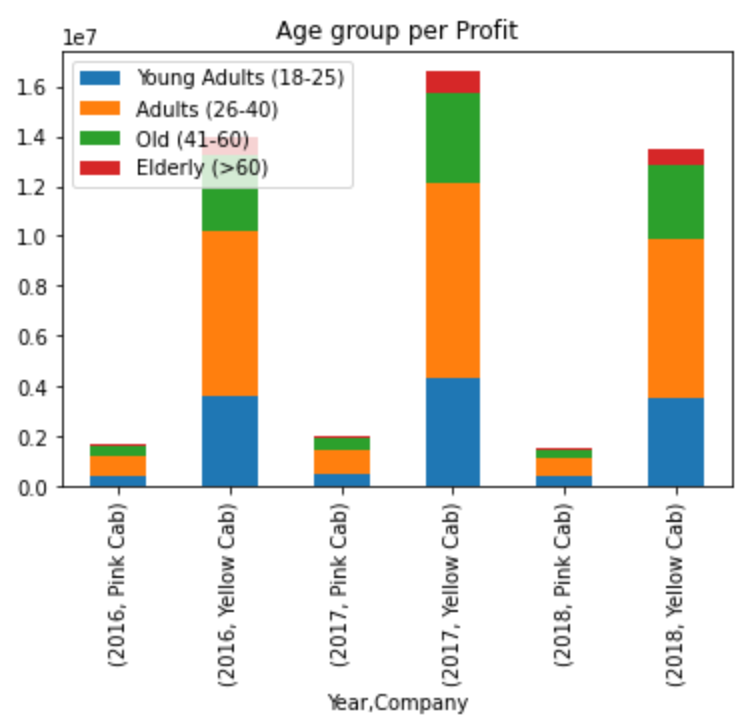 Age group per Profit
1e7
Young Adults (18-25)
Adults (26-40)
Old (41-60)
Elderly (>60)
1.6
1.4
1.2
1.0
0.8
0.6
0.4
0.2
0.0
(2016, Pink Cab)
(2016, Yellow Cab)
(2017, Pink Cab)
(2017, Yellow Cab)
(2018, Pink Cab)
(2018, Yellow Cab)
Year,Company